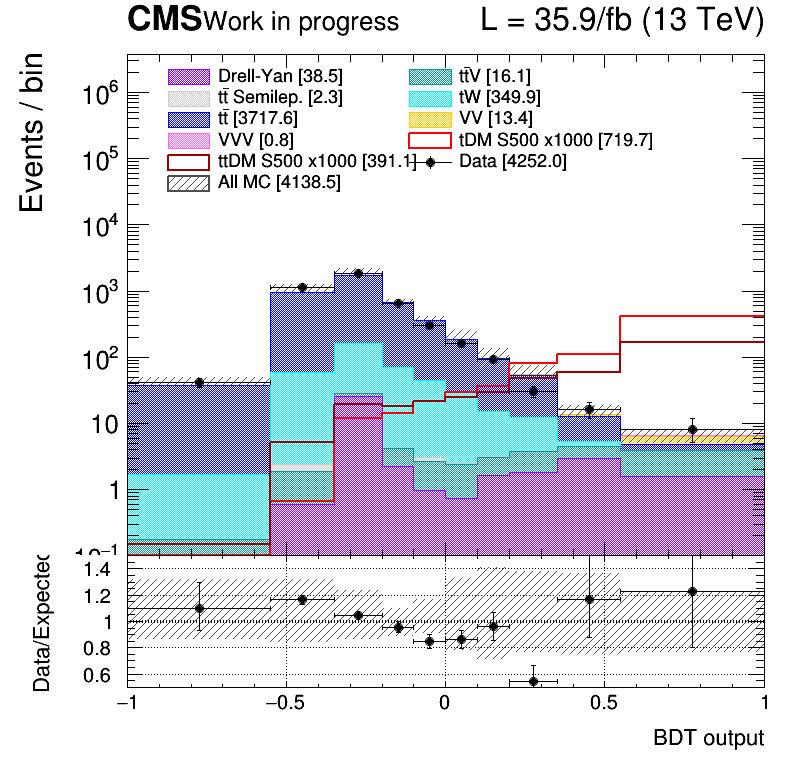 CMS Work in progress L = 35.9/fb (13 TeV)
Events / bin
Drell-Yan [38.5] tt̄V [16.1]
tt̄ Semilep. [2.3] tW [349.9]
tt̄ [3717.6] VV [13.4]
VVV [0.8] tDM S500 x1000 [719.7]
ttDM S500 x1000 [391.1] Data [4252.0]
All MC [4138.5]
10⁶
10⁵
10⁴
10³
10²
10
1
10⁻¹
Data/Expected
1.4
1.2
1
0.8
0.6
−1 −0.5 0 0.5 1
BDT output